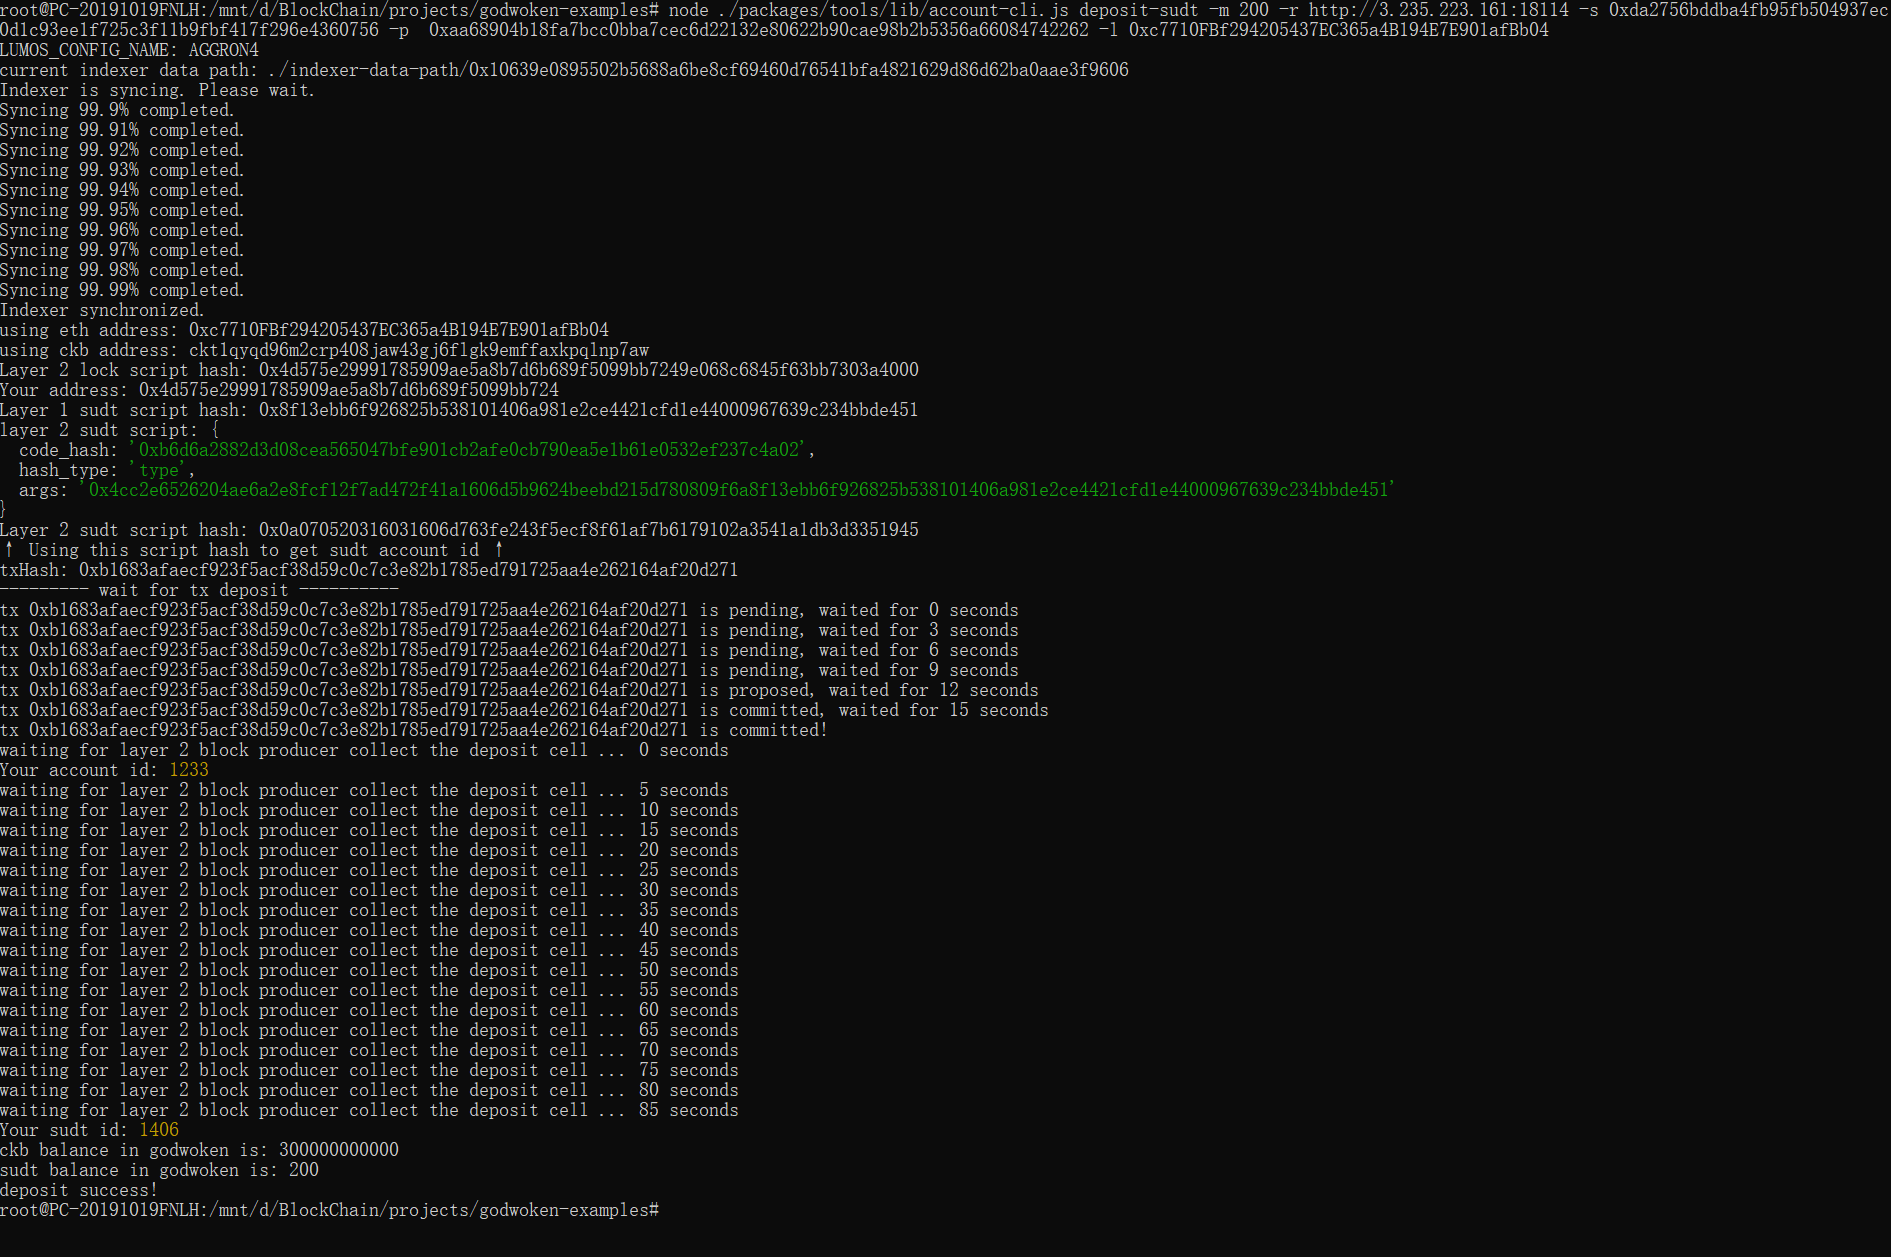 root@PC-20191019FNLH:/mnt/d/BlockChain/projects/godwoken-examples# node ./packages/tools/lib/account-cli.js deposit-sudt -m 200 -r http://3.235.223.161:18114 -s 0xda2756bddba4fb95fb504937ec
0d1c93ee1f725c3f11b9fbf417f296e4360756 -p  0xaa68904b18fa7bcc0bba7cec6d22132e80622b90cae98b2b5356a66084742262 -l 0xc7710FBf294205437EC365a4B194E7E901afBb04
LUMOS_CONFIG_NAME: AGGRON4
current indexer data path: ./indexer-data-path/0x10639e0895502b5688a6be8cf69460d76541bfa4821629d86d62ba0aae3f9606
Indexer is syncing. Please wait.
Syncing 99.9% completed.
Syncing 99.91% completed.
Syncing 99.92% completed.
Syncing 99.93% completed.
Syncing 99.94% completed.
Syncing 99.95% completed.
Syncing 99.96% completed.
Syncing 99.97% completed.
Syncing 99.98% completed.
Syncing 99.99% completed.
Indexer synchronized.
using eth address: 0xc7710FBf294205437EC365a4B194E7E901afBb04
using ckb address: ckt1qyqd96m2crp408jaw43gj6flgk9emffaxkpqlnp7aw
Layer 2 lock script hash: 0x4d575e29991785909ae5a8b7d6b689f5099bb7249e068c6845f63bb7303a4000
Your address: 0x4d575e29991785909ae5a8b7d6b689f5099bb724
Layer 1 sudt script hash: 0x8f13ebb6f926825b538101406a981e2ce4421cfd1e44000967639c234bbde451
layer 2 sudt script: {
  code_hash: '0xb6d6a2882d3d08cea565047bfe901cb2afe0cb790ea5e1b61e0532ef237c4a02',
  hash_type: 'type',
  args: '0x4cc2e6526204ae6a2e8fcf12f7ad472f41a1606d5b9624beebd215d780809f6a8f13ebb6f926825b538101406a981e2ce4421cfd1e44000967639c234bbde451'
}
Layer 2 sudt script hash: 0x0a070520316031606d763fe243f5ecf8f61af7b6179102a3541a1db3d3351945
↑ Using this script hash to get sudt account id ↑
txHash: 0xb1683afaecf923f5acf38d59c0c7c3e82b1785ed791725aa4e262164af20d271
--------- wait for tx deposit ----------
tx 0xb1683afaecf923f5acf38d59c0c7c3e82b1785ed791725aa4e262164af20d271 is pending, waited for 0 seconds
tx 0xb1683afaecf923f5acf38d59c0c7c3e82b1785ed791725aa4e262164af20d271 is pending, waited for 3 seconds
tx 0xb1683afaecf923f5acf38d59c0c7c3e82b1785ed791725aa4e262164af20d271 is pending, waited for 6 seconds
tx 0xb1683afaecf923f5acf38d59c0c7c3e82b1785ed791725aa4e262164af20d271 is pending, waited for 9 seconds
tx 0xb1683afaecf923f5acf38d59c0c7c3e82b1785ed791725aa4e262164af20d271 is proposed, waited for 12 seconds
tx 0xb1683afaecf923f5acf38d59c0c7c3e82b1785ed791725aa4e262164af20d271 is committed, waited for 15 seconds
tx 0xb1683afaecf923f5acf38d59c0c7c3e82b1785ed791725aa4e262164af20d271 is committed!
waiting for layer 2 block producer collect the deposit cell ... 0 seconds
Your account id: 1233
waiting for layer 2 block producer collect the deposit cell ... 5 seconds
waiting for layer 2 block producer collect the deposit cell ... 10 seconds
waiting for layer 2 block producer collect the deposit cell ... 15 seconds
waiting for layer 2 block producer collect the deposit cell ... 20 seconds
waiting for layer 2 block producer collect the deposit cell ... 25 seconds
waiting for layer 2 block producer collect the deposit cell ... 30 seconds
waiting for layer 2 block producer collect the deposit cell ... 35 seconds
waiting for layer 2 block producer collect the deposit cell ... 40 seconds
waiting for layer 2 block producer collect the deposit cell ... 45 seconds
waiting for layer 2 block producer collect the deposit cell ... 50 seconds
waiting for layer 2 block producer collect the deposit cell ... 55 seconds
waiting for layer 2 block producer collect the deposit cell ... 60 seconds
waiting for layer 2 block producer collect the deposit cell ... 65 seconds
waiting for layer 2 block producer collect the deposit cell ... 70 seconds
waiting for layer 2 block producer collect the deposit cell ... 75 seconds
waiting for layer 2 block producer collect the deposit cell ... 80 seconds
waiting for layer 2 block producer collect the deposit cell ... 85 seconds
Your sudt id: 1406
ckb balance in godwoken is: 300000000000
sudt balance in godwoken is: 200
deposit success!
root@PC-20191019FNLH:/mnt/d/BlockChain/projects/godwoken-examples#